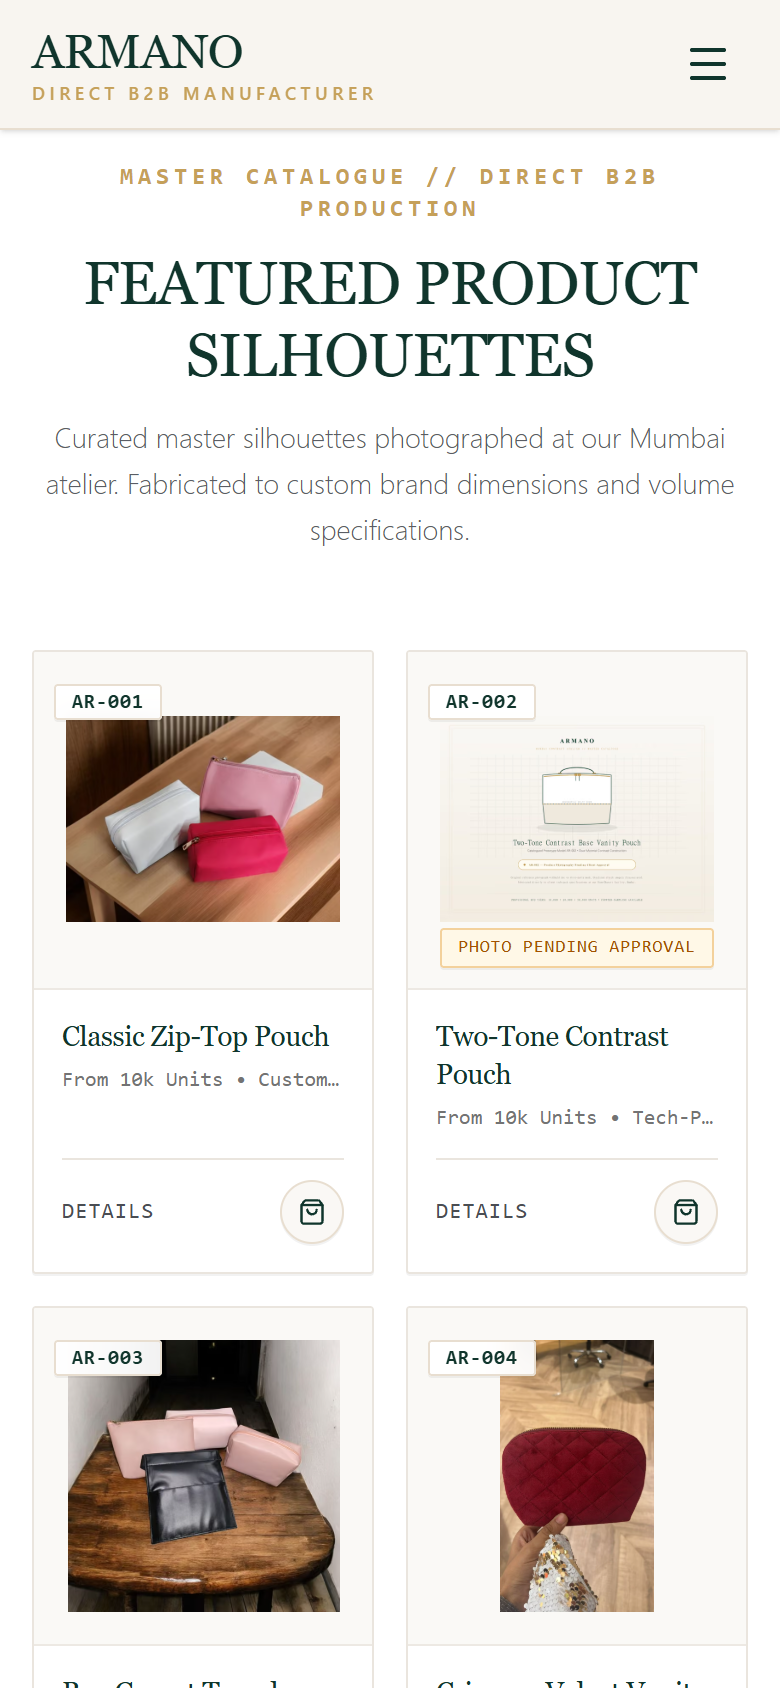 ARMANO
DIRECT B2B MANUFACTURER
MASTER CATALOGUE // DIRECT B2B
PRODUCTION
FEATURED PRODUCT
SILHOUETTES
Curated master silhouettes photographed at our Mumbai
atelier. Fabricated to custom brand dimensions and volume
specifications.
AR-001
AR-002
ARMANO
Two-Tone Contrast Base Vanity Pouch
PHOTO PENDING APPROVAL
Classic Zip-Top Pouch
From 10k Units • Custom…
Two-Tone Contrast
Pouch
From 10k Units • Tech-P…
DETAILS
DETAILS
AR-003
AR-004